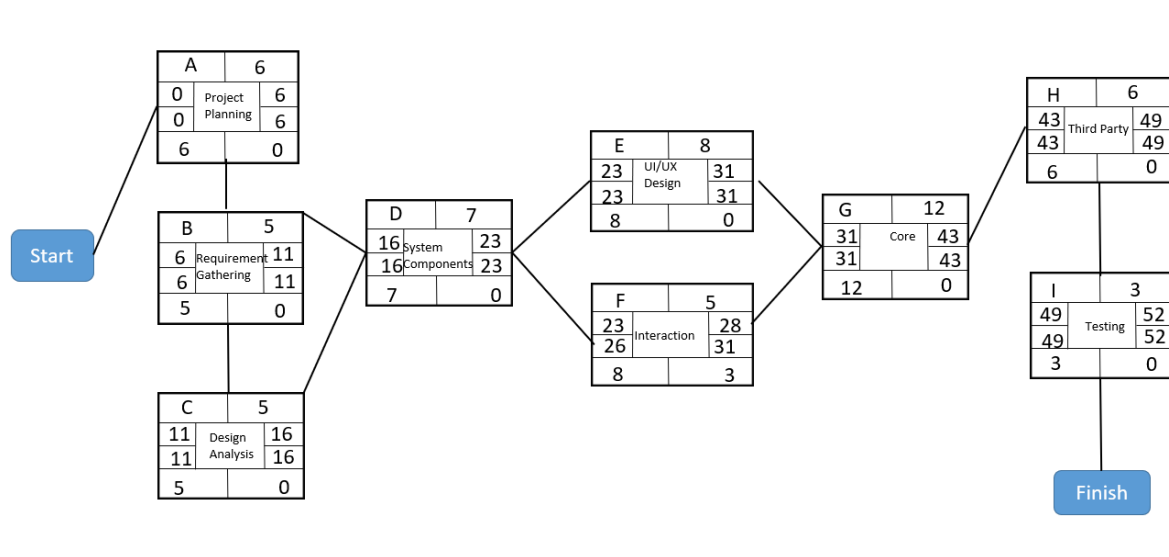 Start
A 6
0 Project 6
0 Planning 6
6 0
B 5
6 Requirement 11
6 Gathering 11
5 0
C 5
11 Design 16
11 Analysis 16
5 0
D 7
16 System 23
16 Components 23
7 0
E 8
23 UI/UX 31
23 Design 31
8 0
F 5
23 Interaction 28
26 31
8 3
G 12
31 Core 43
31 43
12 0
H 6
43 Third Party 49
43 49
6 0
I 3
49 Testing 52
49 52
3 0
Finish